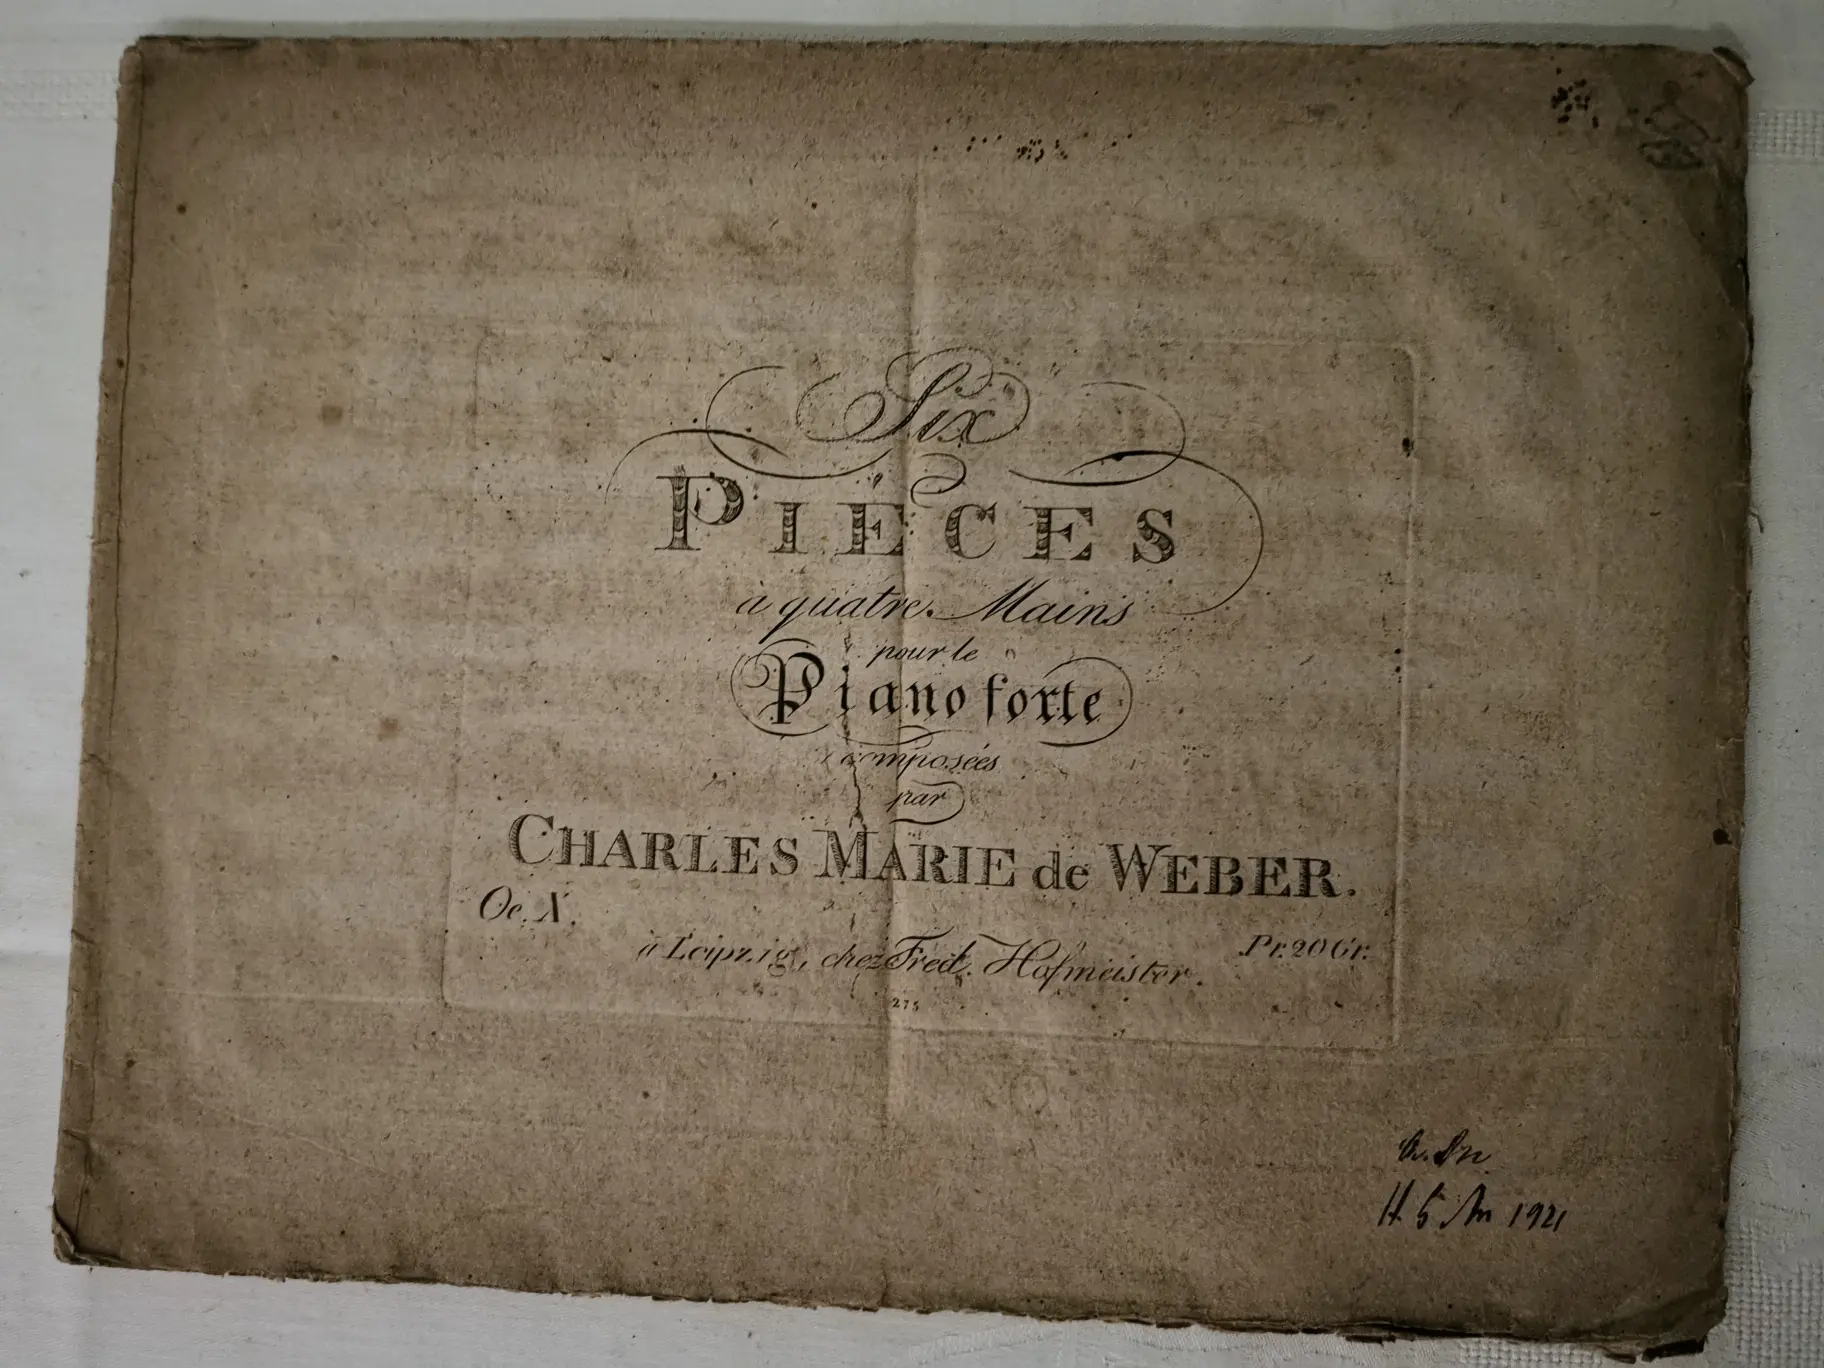 Six
PIÉCES
à quatre Mains
pour le
Piano forte
composées
par
CHARLES MARIE de WEBER.
Oe. X.
Pr. 20 Gr.
à Leipzig, chez Fred. Hofmeister.
275
1921